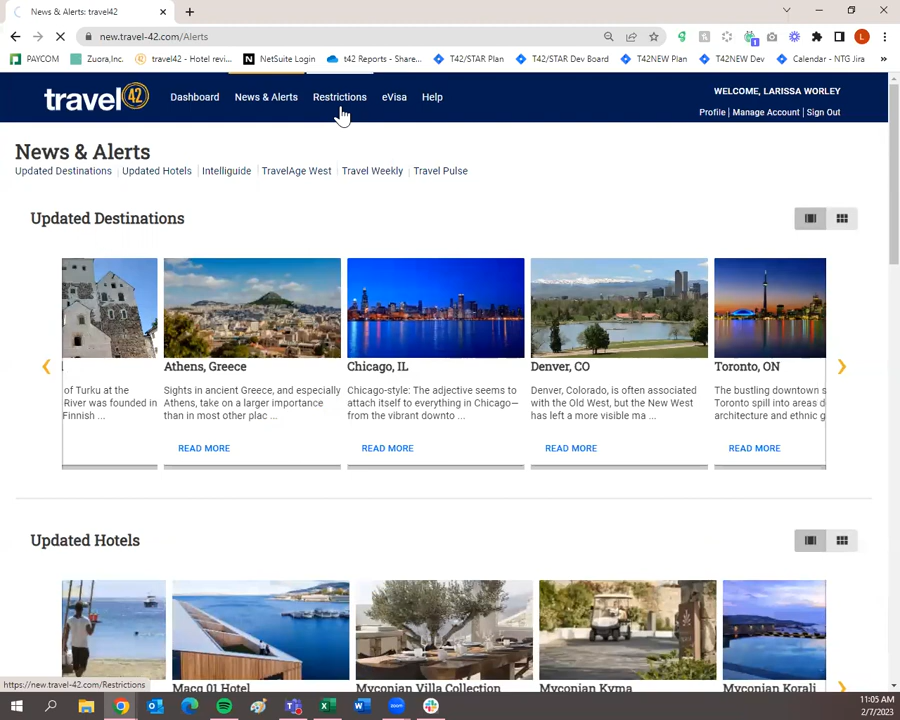 News & Alerts: travel42
new.travel-42.com/Alerts
PAYCOM
Zuora,Inc.
travel42 - Hotel revi...
NetSuite Login
t42 Reports - Share...
T42/STAR Plan
T42/STAR Dev Board
T42NEW Plan
T42NEW Dev
Calendar - GNT Jira
»
travel 42
Dashboard
News & Alerts
Restrictions
eVisa
Help
WELCOME, LARISSA WORLEY
Profile | Manage Account | Sign Out
News & Alerts
Updated Destinations | Updated Hotels | Intelliguide | TravelAge West | Travel Weekly | Travel Pulse
Updated Destinations
of Turku at the
River was founded in
Finnish ...
Athens, Greece
Sights in ancient Greece, and especially
Athens, take on a larger importance
than in most other plac ...
READ MORE
Chicago, IL
Chicago-style: The adjective seems to
attach itself to everything in Chicago—
from the vibrant downto ...
READ MORE
Denver, CO
Denver, Colorado, is often associated
with the Old West, but the New West
has left a more visible ma ...
READ MORE
Toronto, ON
The bustling downtown s
Toronto spill into areas d
architecture and ethnic g
READ MORE
Updated Hotels
Macq 01 Hotel
Myconian Villa Collection
Myconian Kyma
Myconian Korali
https://new.travel-42.com/Restrictions
11:05 AM
2/7/2023